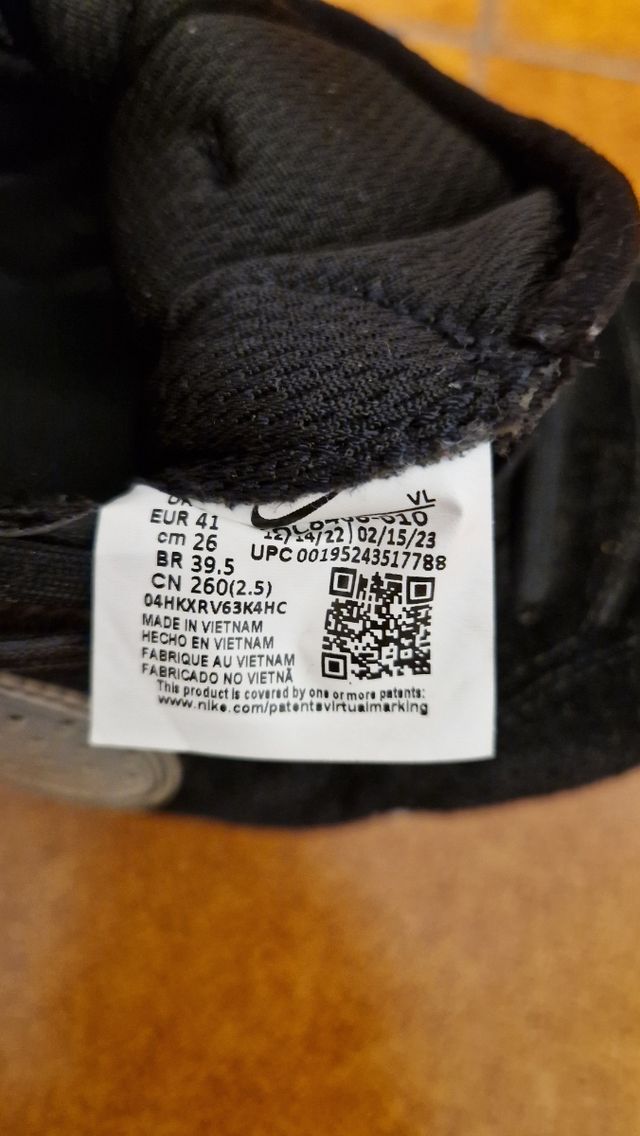 VL
EUR 41
12/14/22 02/15/23
cm 26
UPC 00195243517788
BR 39.5
CN 260(2.5)
04HKXRV63K4HC
MADE IN VIETNAM
HECHO EN VIETNAM
FABRIQUE AU VIETNAM
FABRICADO NO VIETNÃ
This product is covered by one or more patents:
www.nike.com/patentsvirtualmarking